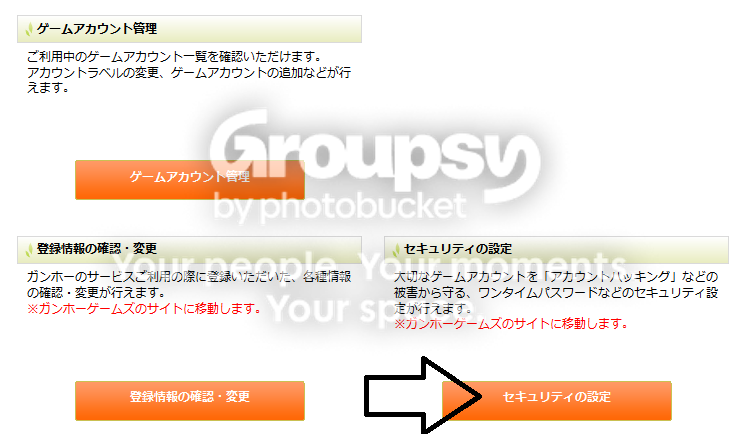 ゲームアカウント管理
ご利用中のゲームアカウント一覧を確認いただけます。
アカウントラベルの変更、ゲームアカウントの追加などが行
えます。
Groupsy
by photobucket
ゲームアカウント管理
登録情報の確認・変更
ガンホーのサービスご利用の際に登録いただいた、各種情報
の確認・変更が行えます。
※ガンホーゲームズのサイトに移動します。
登録情報の確認・変更
セキュリティの設定
大切なゲームアカウントを「アカウントハッキング」などの
被害から守る、ワンタイムパスワードなどのセキュリティ設
定が行えます。
※ガンホーゲームズのサイトに移動します。
セキュリティの設定
Your people. Your moments.
Your space.